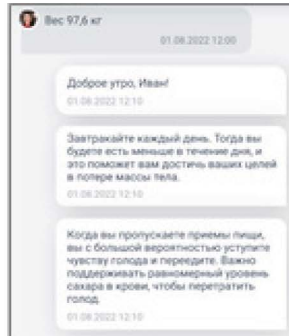 Вес 97,6 кг
01.08.2022 12:00
Доброе утро, Иван!
01.08.2022 12:10
Завтракайте каждый день. Тогда вы
будете есть меньше в течение дня, и
это поможет вам достичь ваших целей
в потере массы тела.
01.08.2022 12:10
Когда вы пропускаете приемы пищи,
вы с большой вероятностью уступите
чувству голода и переедите. Важно
поддерживать равномерный уровень
сахара в крови, чтобы перетратить
голод.
01.08.2022 12:10